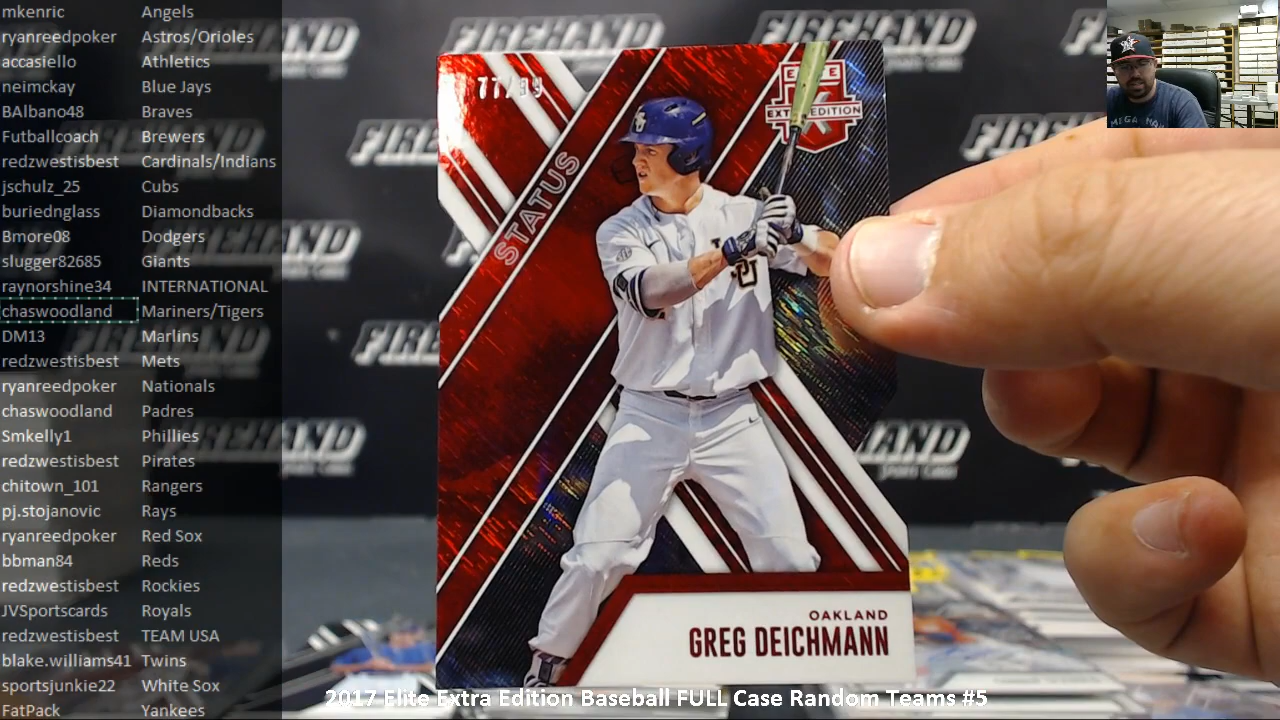 mkenric Angels
ryanreedpoker Astros/Orioles
accasiello Athletics
neimckay Blue Jays
BAlbano48 Braves
Futballcoach Brewers
redzwestisbest Cardinals/Indians
jschulz_25 Cubs
buriednglass Diamondbacks
Bmore08 Dodgers
slugger82685 Giants
raynorshine34 INTERNATIONAL
chaswoodland Mariners/Tigers
DM13 Marlins
redzwestisbest Mets
ryanreedpoker Nationals
chaswoodland Padres
Smkelly1 Phillies
redzwestisbest Pirates
chitown_101 Rangers
pj.stojanovic Rays
ryanreedpoker Red Sox
bbman84 Reds
redzwestisbest Rockies
JVSportscards Royals
redzwestisbest TEAM USA
blake.williams41 Twins
sportsjunkie22 White Sox
FatPack Yankees
FIREHAND
77/99
STATUS
ELITE
EXTRA EDITION
OAKLAND
GREG DEICHMANN
2017 Elite Extra Edition Baseball FULL Case Random Teams #5